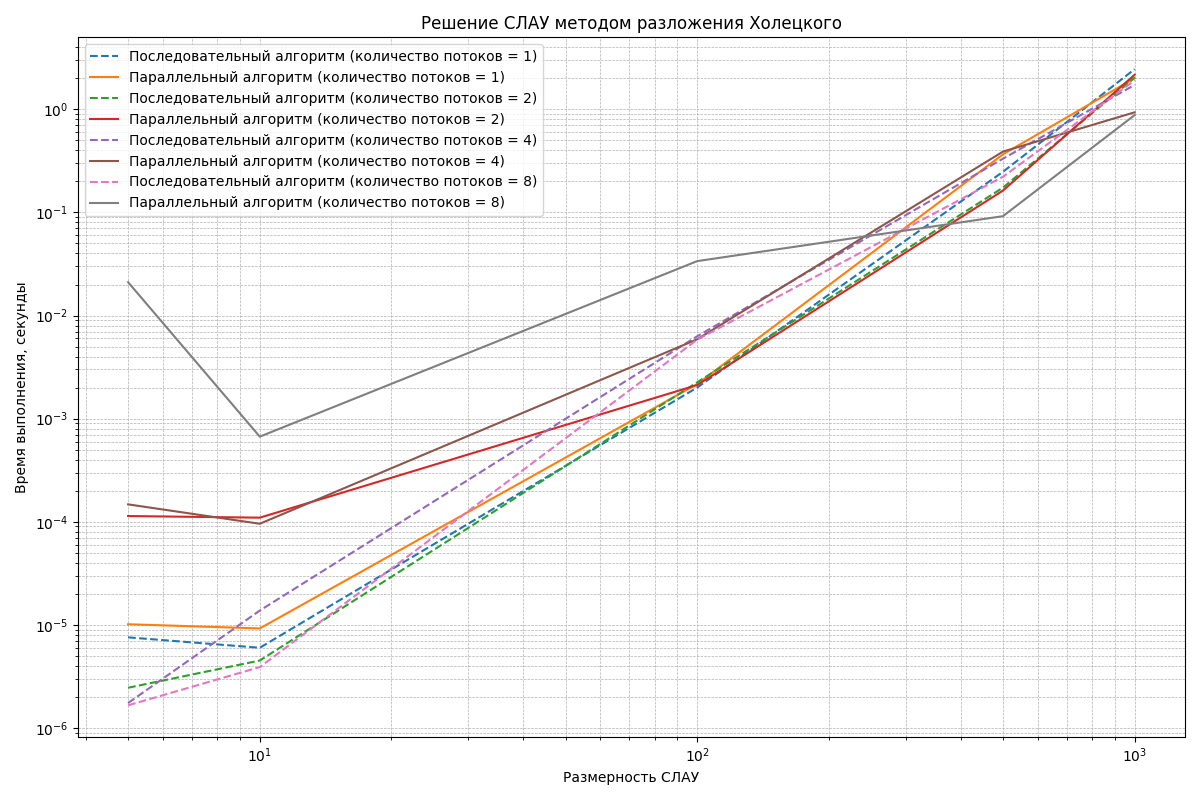 Решение СЛАУ методом разложения Холецкого
Последовательный алгоритм (количество потоков = 1)
Параллельный алгоритм (количество потоков = 1)
Последовательный алгоритм (количество потоков = 2)
Параллельный алгоритм (количество потоков = 2)
Последовательный алгоритм (количество потоков = 4)
Параллельный алгоритм (количество потоков = 4)
Последовательный алгоритм (количество потоков = 8)
Параллельный алгоритм (количество потоков = 8)
Время выполнения, секунды
10⁰
10⁻¹
10⁻²
10⁻³
10⁻⁴
10⁻⁵
10⁻⁶
10¹ 10² 10³
Размерность СЛАУ